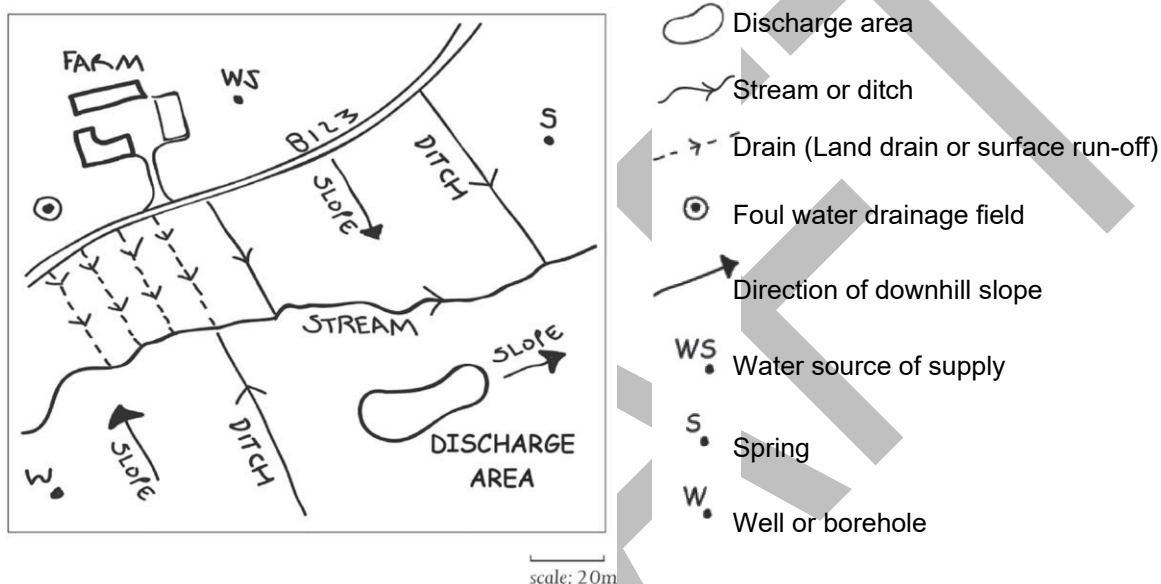 FARM
WS
S
B123
DITCH
SLOPE
STREAM
SLOPE
DISCHARGE
AREA
DITCH
SLOPE
W
scale: 20m
Discharge area
Stream or ditch
Drain (Land drain or surface run-off)
Foul water drainage field
Direction of downhill slope
WS
Water source of supply
S
Spring
W
Well or borehole